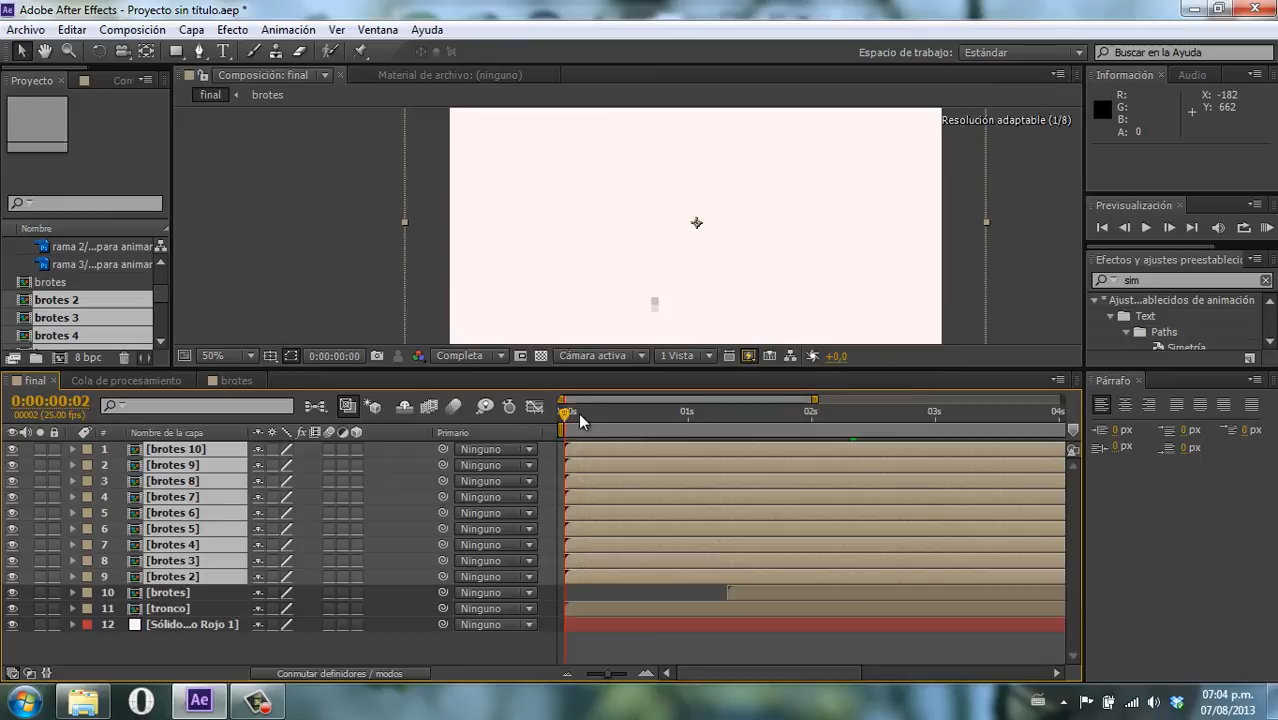 Adobe After Effects - Proyecto sin título.aep *
Archivo Editar Composición Capa Efecto Animación Ver Ventana Ayuda
Espacio de trabajo: Estándar Buscar en la Ayuda
Proyecto Con Composición: final Material de archivo: (ninguno) Información Audio
final brotes
R: X: -182
G: Y: 662
B:
A: 0
Resolución adaptable (1/8)
Previsualización
Nombre
rama 2/...para animar
rama 3/...para animar
brotes
brotes 2
brotes 3
brotes 4
Efectos y ajustes preestableci
sim
* Ajust...ablecidos de animación
Text
Paths
Simetría
8 bpc 50% 0:00:00:00 Completa Cámara activa 1 Vista +0,0
final Cola de procesamiento brotes Párrafo
0:00:00:02
00002 (25.00 fps)
01s 02s 03s 04s
# Nombre de la capa Primario
1 [brotes 10] Ninguno
2 [brotes 9] Ninguno
3 [brotes 8] Ninguno
4 [brotes 7] Ninguno
5 [brotes 6] Ninguno
6 [brotes 5] Ninguno
7 [brotes 4] Ninguno
8 [brotes 3] Ninguno
9 [brotes 2] Ninguno
10 [brotes] Ninguno
11 [tronco] Ninguno
12 [Sólido...o Rojo 1] Ninguno
0 px 0 px 0 px
0 px 0 px
Conmutar definidores / modos
Ae
07:04 p.m.
07/08/2013